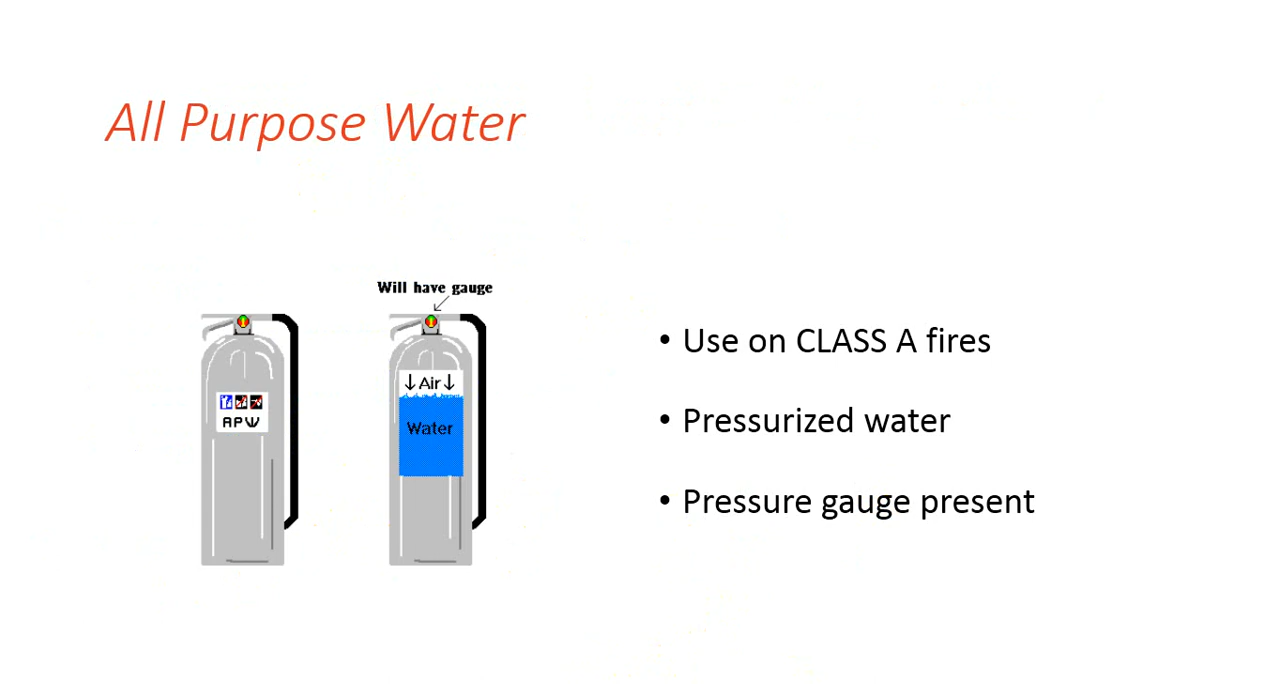 All Purpose Water
Will have gauge
↓Air↓
Water
APW
• Use on CLASS A fires
• Pressurized water
• Pressure gauge present